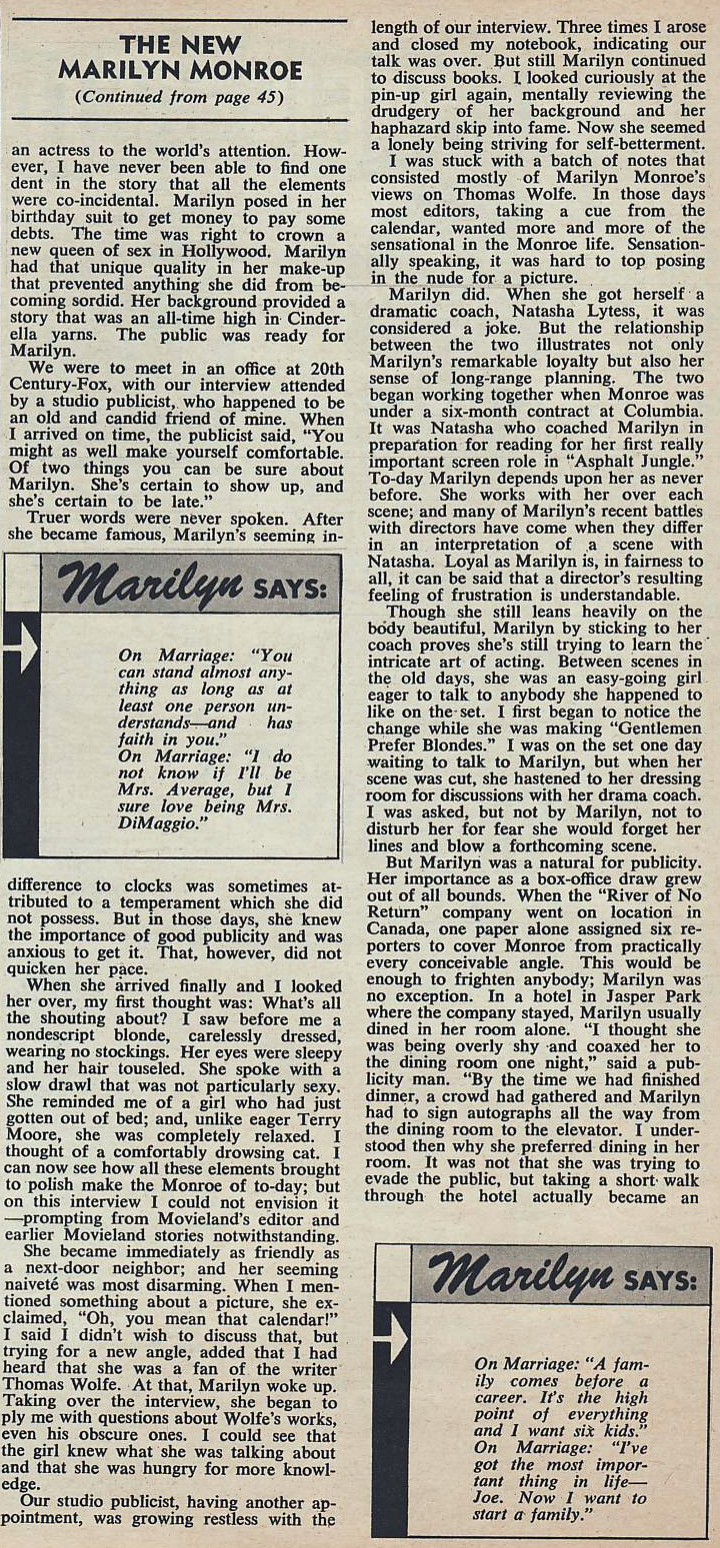 THE NEW
MARILYN MONROE
(Continued from page 45)
an actress to the world's attention. How-
ever, I have never been able to find one
dent in the story that all the elements
were co-incidental. Marilyn posed in her
birthday suit to get money to pay some
debts. The time was right to crown a
new queen of sex in Hollywood. Marilyn
had that unique quality in her make-up
that prevented anything she did from be-
coming sordid. Her background provided a
story that was an all-time high in Cinder-
ella yarns. The public was ready for
Marilyn.
We were to meet in an office at 20th
Century-Fox, with our interview attended
by a studio publicist, who happened to be
an old and candid friend of mine. When
I arrived on time, the publicist said, "You
might as well make yourself comfortable.
Of two things you can be sure about
Marilyn. She's certain to show up, and
she's certain to be late."
Truer words were never spoken. After
she became famous, Marilyn's seeming in-
Marilyn SAYS:
On Marriage: "You
can stand almost any-
thing as long as at
least one person un-
derstands—and has
faith in you."
On Marriage: "I do
not know if I'll be
Mrs. Average, but I
sure love being Mrs.
DiMaggio."
difference to clocks was sometimes at-
tributed to a temperament which she did
not possess. But in those days, she knew
the importance of good publicity and was
anxious to get it. That, however, did not
quicken her pace.
When she arrived finally and I looked
her over, my first thought was: What's all
the shouting about? I saw before me a
nondescript blonde, carelessly dressed,
wearing no stockings. Her eyes were sleepy
and her hair touseled. She spoke with a
slow drawl that was not particularly sexy.
She reminded me of a girl who had just
gotten out of bed; and, unlike eager Terry
Moore, she was completely relaxed. I
thought of a comfortably drowsing cat. I
can now see how all these elements brought
to polish make the Monroe of to-day; but
on this interview I could not envision it
—prompting from Movieland's editor and
earlier Movieland stories notwithstanding.
She became immediately as friendly as
a next-door neighbor; and her seeming
naiveté was most disarming. When I men-
tioned something about a picture, she ex-
claimed, "Oh, you mean that calendar!"
I said I didn't wish to discuss that, but
trying for a new angle, added that I had
heard that she was a fan of the writer
Thomas Wolfe. At that, Marilyn woke up.
Taking over the interview, she began to
ply me with questions about Wolfe's works,
even his obscure ones. I could see that
the girl knew what she was talking about
and that she was hungry for more knowl-
edge.
Our studio publicist, having another ap-
pointment, was growing restless with the
length of our interview. Three times I arose
and closed my notebook, indicating our
talk was over. But still Marilyn continued
to discuss books. I looked curiously at the
pin-up girl again, mentally reviewing the
drudgery of her background and her
haphazard skip into fame. Now she seemed
a lonely being striving for self-betterment.
I was stuck with a batch of notes that
consisted mostly of Marilyn Monroe's
views on Thomas Wolfe. In those days
most editors, taking a cue from the
calendar, wanted more and more of the
sensational in the Monroe life. Sensation-
ally speaking, it was hard to top posing
in the nude for a picture.
Marilyn did. When she got herself a
dramatic coach, Natasha Lytess, it was
considered a joke. But the relationship
between the two illustrates not only
Marilyn's remarkable loyalty but also her
sense of long-range planning. The two
began working together when Monroe was
under a six-month contract at Columbia.
It was Natasha who coached Marilyn in
preparation for reading for her first really
important screen role in "Asphalt Jungle."
To-day Marilyn depends upon her as never
before. She works with her over each
scene; and many of Marilyn's recent battles
with directors have come when they differ
in an interpretation of a scene with
Natasha. Loyal as Marilyn is, in fairness to
all, it can be said that a director's resulting
feeling of frustration is understandable.
Though she still leans heavily on the
body beautiful, Marilyn by sticking to her
coach proves she's still trying to learn the
intricate art of acting. Between scenes in
the old days, she was an easy-going girl
eager to talk to anybody she happened to
like on the set. I first began to notice the
change while she was making "Gentlemen
Prefer Blondes." I was on the set one day
waiting to talk to Marilyn, but when her
scene was cut, she hastened to her dressing
room for discussions with her drama coach.
I was asked, but not by Marilyn, not to
disturb her for fear she would forget her
lines and blow a forthcoming scene.
But Marilyn was a natural for publicity.
Her importance as a box-office draw grew
out of all bounds. When the "River of No
Return" company went on location in
Canada, one paper alone assigned six re-
porters to cover Monroe from practically
every conceivable angle. This would be
enough to frighten anybody; Marilyn was
no exception. In a hotel in Jasper Park
where the company stayed, Marilyn usually
dined in her room alone. "I thought she
was being overly shy and coaxed her to
the dining room one night," said a pub-
licity man. "By the time we had finished
dinner, a crowd had gathered and Marilyn
had to sign autographs all the way from
the dining room to the elevator. I under-
stood then why she preferred dining in her
room. It was not that she was trying to
evade the public, but taking a short walk
through the hotel actually became an
Marilyn SAYS:
On Marriage: "A fam-
ily comes before a
career. It's the high
point of everything
and I want six kids."
On Marriage: "I've
got the most impor-
tant thing in life—
Joe. Now I want to
start a family."